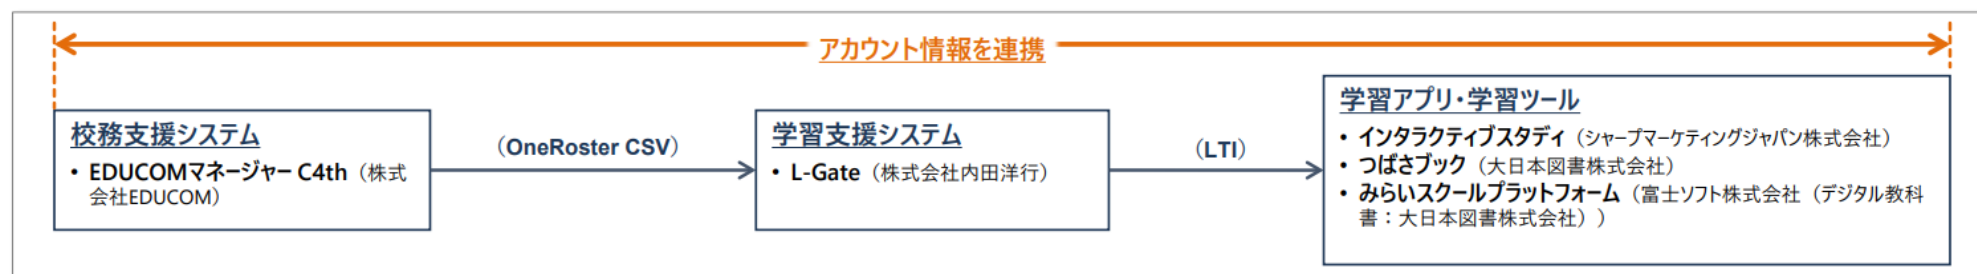 アカウント情報を連携
校務支援システム
• EDUCOMマネージャー C4th（株式
会社EDUCOM）
（OneRoster CSV）
学習支援システム
• L-Gate（株式会社内田洋行）
（LTI）
学習アプリ・学習ツール
• インタラクティブスタディ（シャープマーケティングジャパン株式会社）
• つばさブック（大日本図書株式会社）
• みらいスクールプラットフォーム（富士ソフト株式会社（デジタル教科
書：大日本図書株式会社））